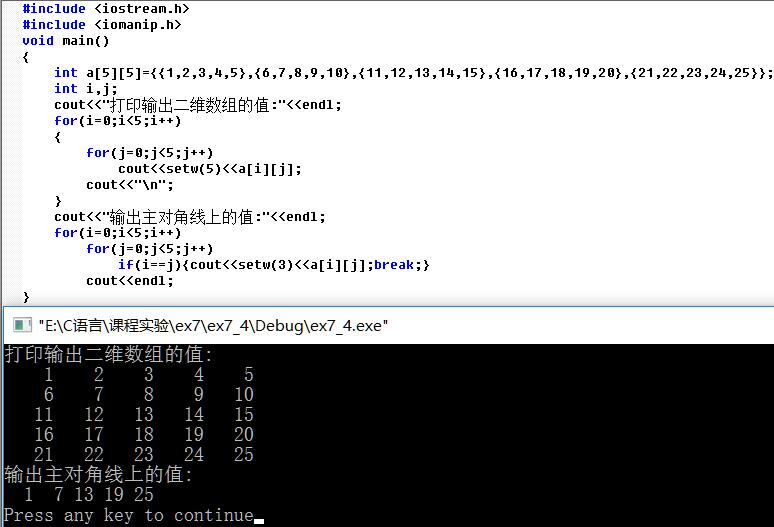 #include <iostream.h>
#include <iomanip.h>
void main()
{
    int a[5][5]={{1,2,3,4,5},{6,7,8,9,10},{11,12,13,14,15},{16,17,18,19,20},{21,22,23,24,25}};
    int i,j;
    cout<<"打印输出二维数组的值:"<<endl;
    for(i=0;i<5;i++)
    {
        for(j=0;j<5;j++)
            cout<<setw(5)<<a[i][j];
        cout<<"\n";
    }
    cout<<"输出主对角线上的值:"<<endl;
    for(i=0;i<5;i++)
        for(j=0;j<5;j++)
            if(i==j){cout<<setw(3)<<a[i][j];break;}
        cout<<endl;
}
"E:\C语言\课程实验\ex7\ex7_4\Debug\ex7_4.exe"
打印输出二维数组的值:
    1    2    3    4    5
    6    7    8    9   10
   11   12   13   14   15
   16   17   18   19   20
   21   22   23   24   25
输出主对角线上的值:
  1  7 13 19 25
Press any key to continue